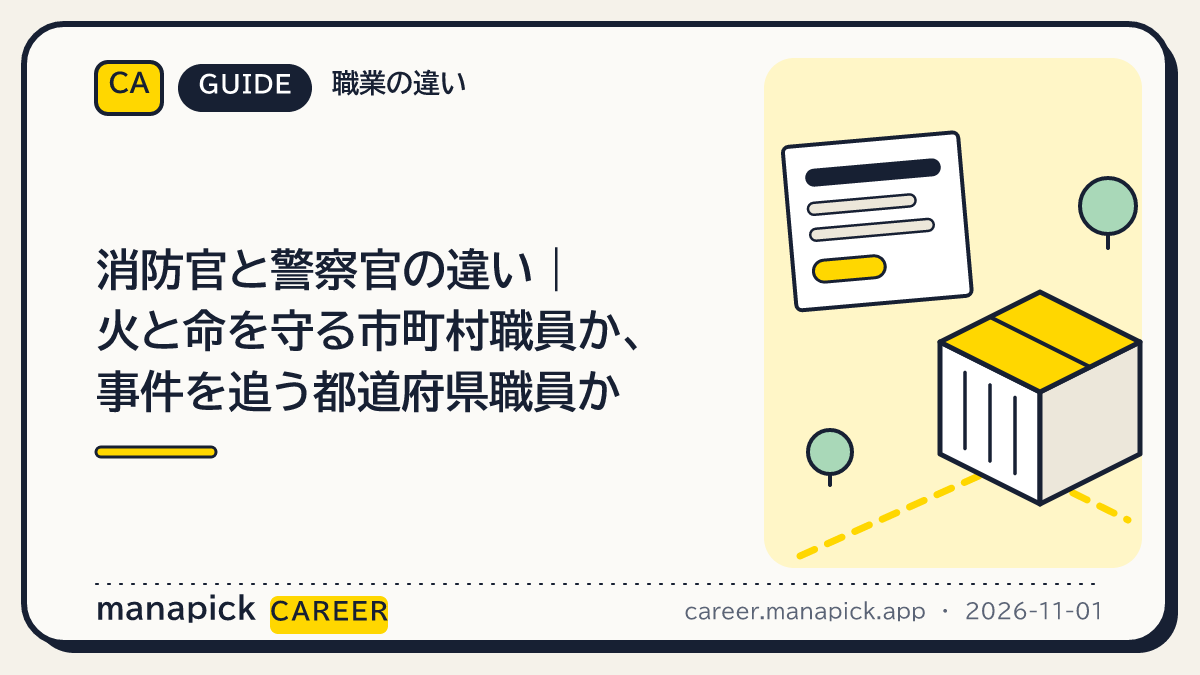 CA GUIDE 職業の違い
消防官と警察官の違い｜
火と命を守る市町村職員か、
事件を追う都道府県職員か
manapick CAREER
career.manapick.app ・ 2026-11-01